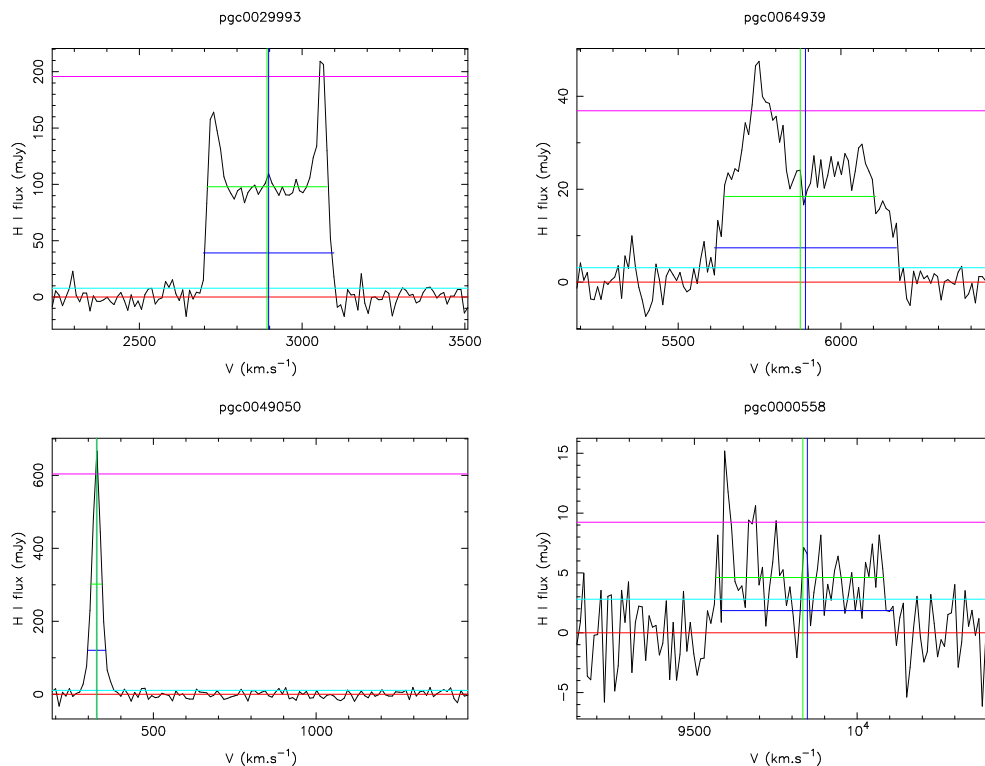 pgc0029993
H I flux (mJy)
200
150
100
50
0
2500 3000 3500
V (km.s⁻¹)
pgc0064939
H I flux (mJy)
40
20
0
5500 6000
V (km.s⁻¹)
pgc0049050
H I flux (mJy)
600
400
200
0
500 1000
V (km.s⁻¹)
pgc0000558
H I flux (mJy)
15
10
5
0
-5
9500 10⁴
V (km.s⁻¹)